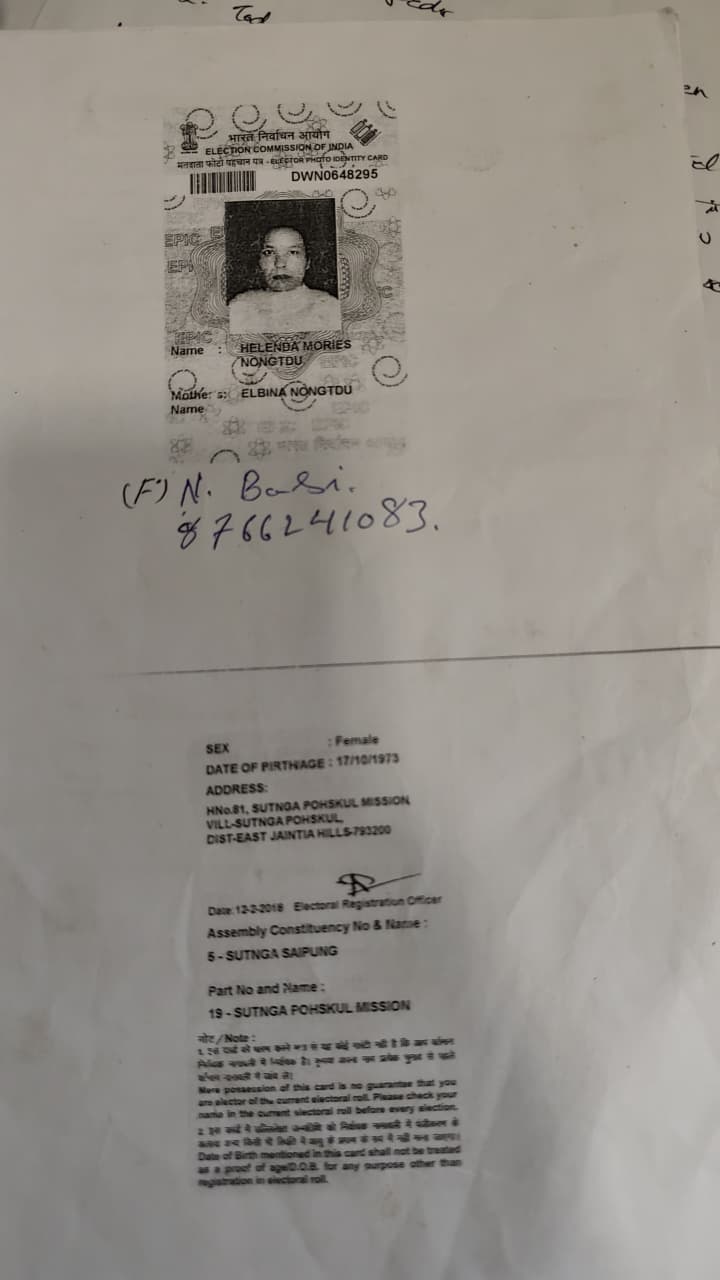 Tad
भारत निर्वाचन आयोग
ELECTION COMMISSION OF INDIA
मतदाता फोटो पहचान पत्र - ELECTOR PHOTO IDENTITY CARD
DWN0648295
EPIC
Name : HELENDA MORIES
NONGTDU
Mother's: ELBINA NONGTDU
Name
(F) N. Babi.
8766241083.
SEX : Female
DATE OF BIRTH/AGE : 17/10/1973
ADDRESS:
HNo.81, SUTNGA POHSKUL MISSION
VILL-SUTNGA POHSKUL,
DIST-EAST JAINTIA HILLS-793200
Date:12-2-2018 Electoral Registration Officer
Assembly Constituency No & Name :
5 - SUTNGA SAIPUNG
Part No and Name :
19 - SUTNGA POHSKUL MISSION
नोट/Note :
Mere possession of this card is no guarantee that you
are elector of the current electoral roll. Please check your
name in the current electoral roll before every election.
Date of Birth mentioned in this card shall not be treated
as a proof of age/D.O.B. for any purpose other than
registration in electoral roll.